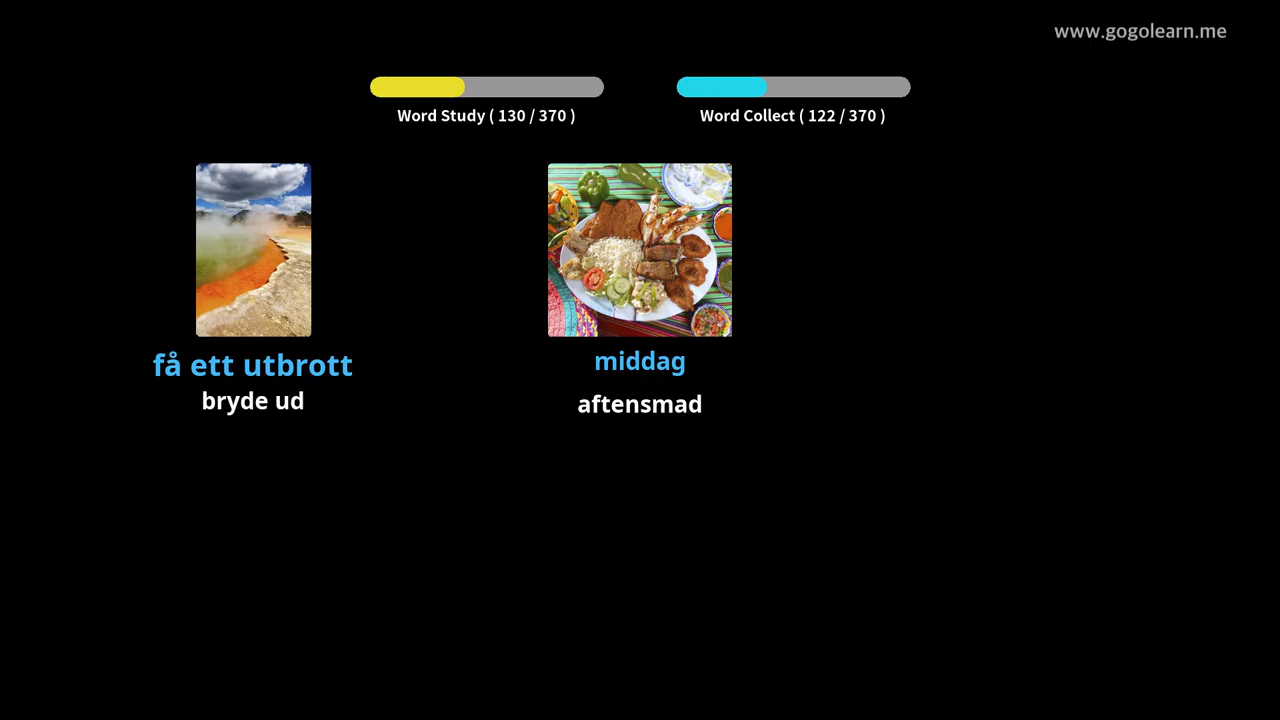 www.gogolearn.me
Word Study ( 130 / 370 )
Word Collect ( 122 / 370 )
få ett utbrott
bryde ud
middag
aftensmad